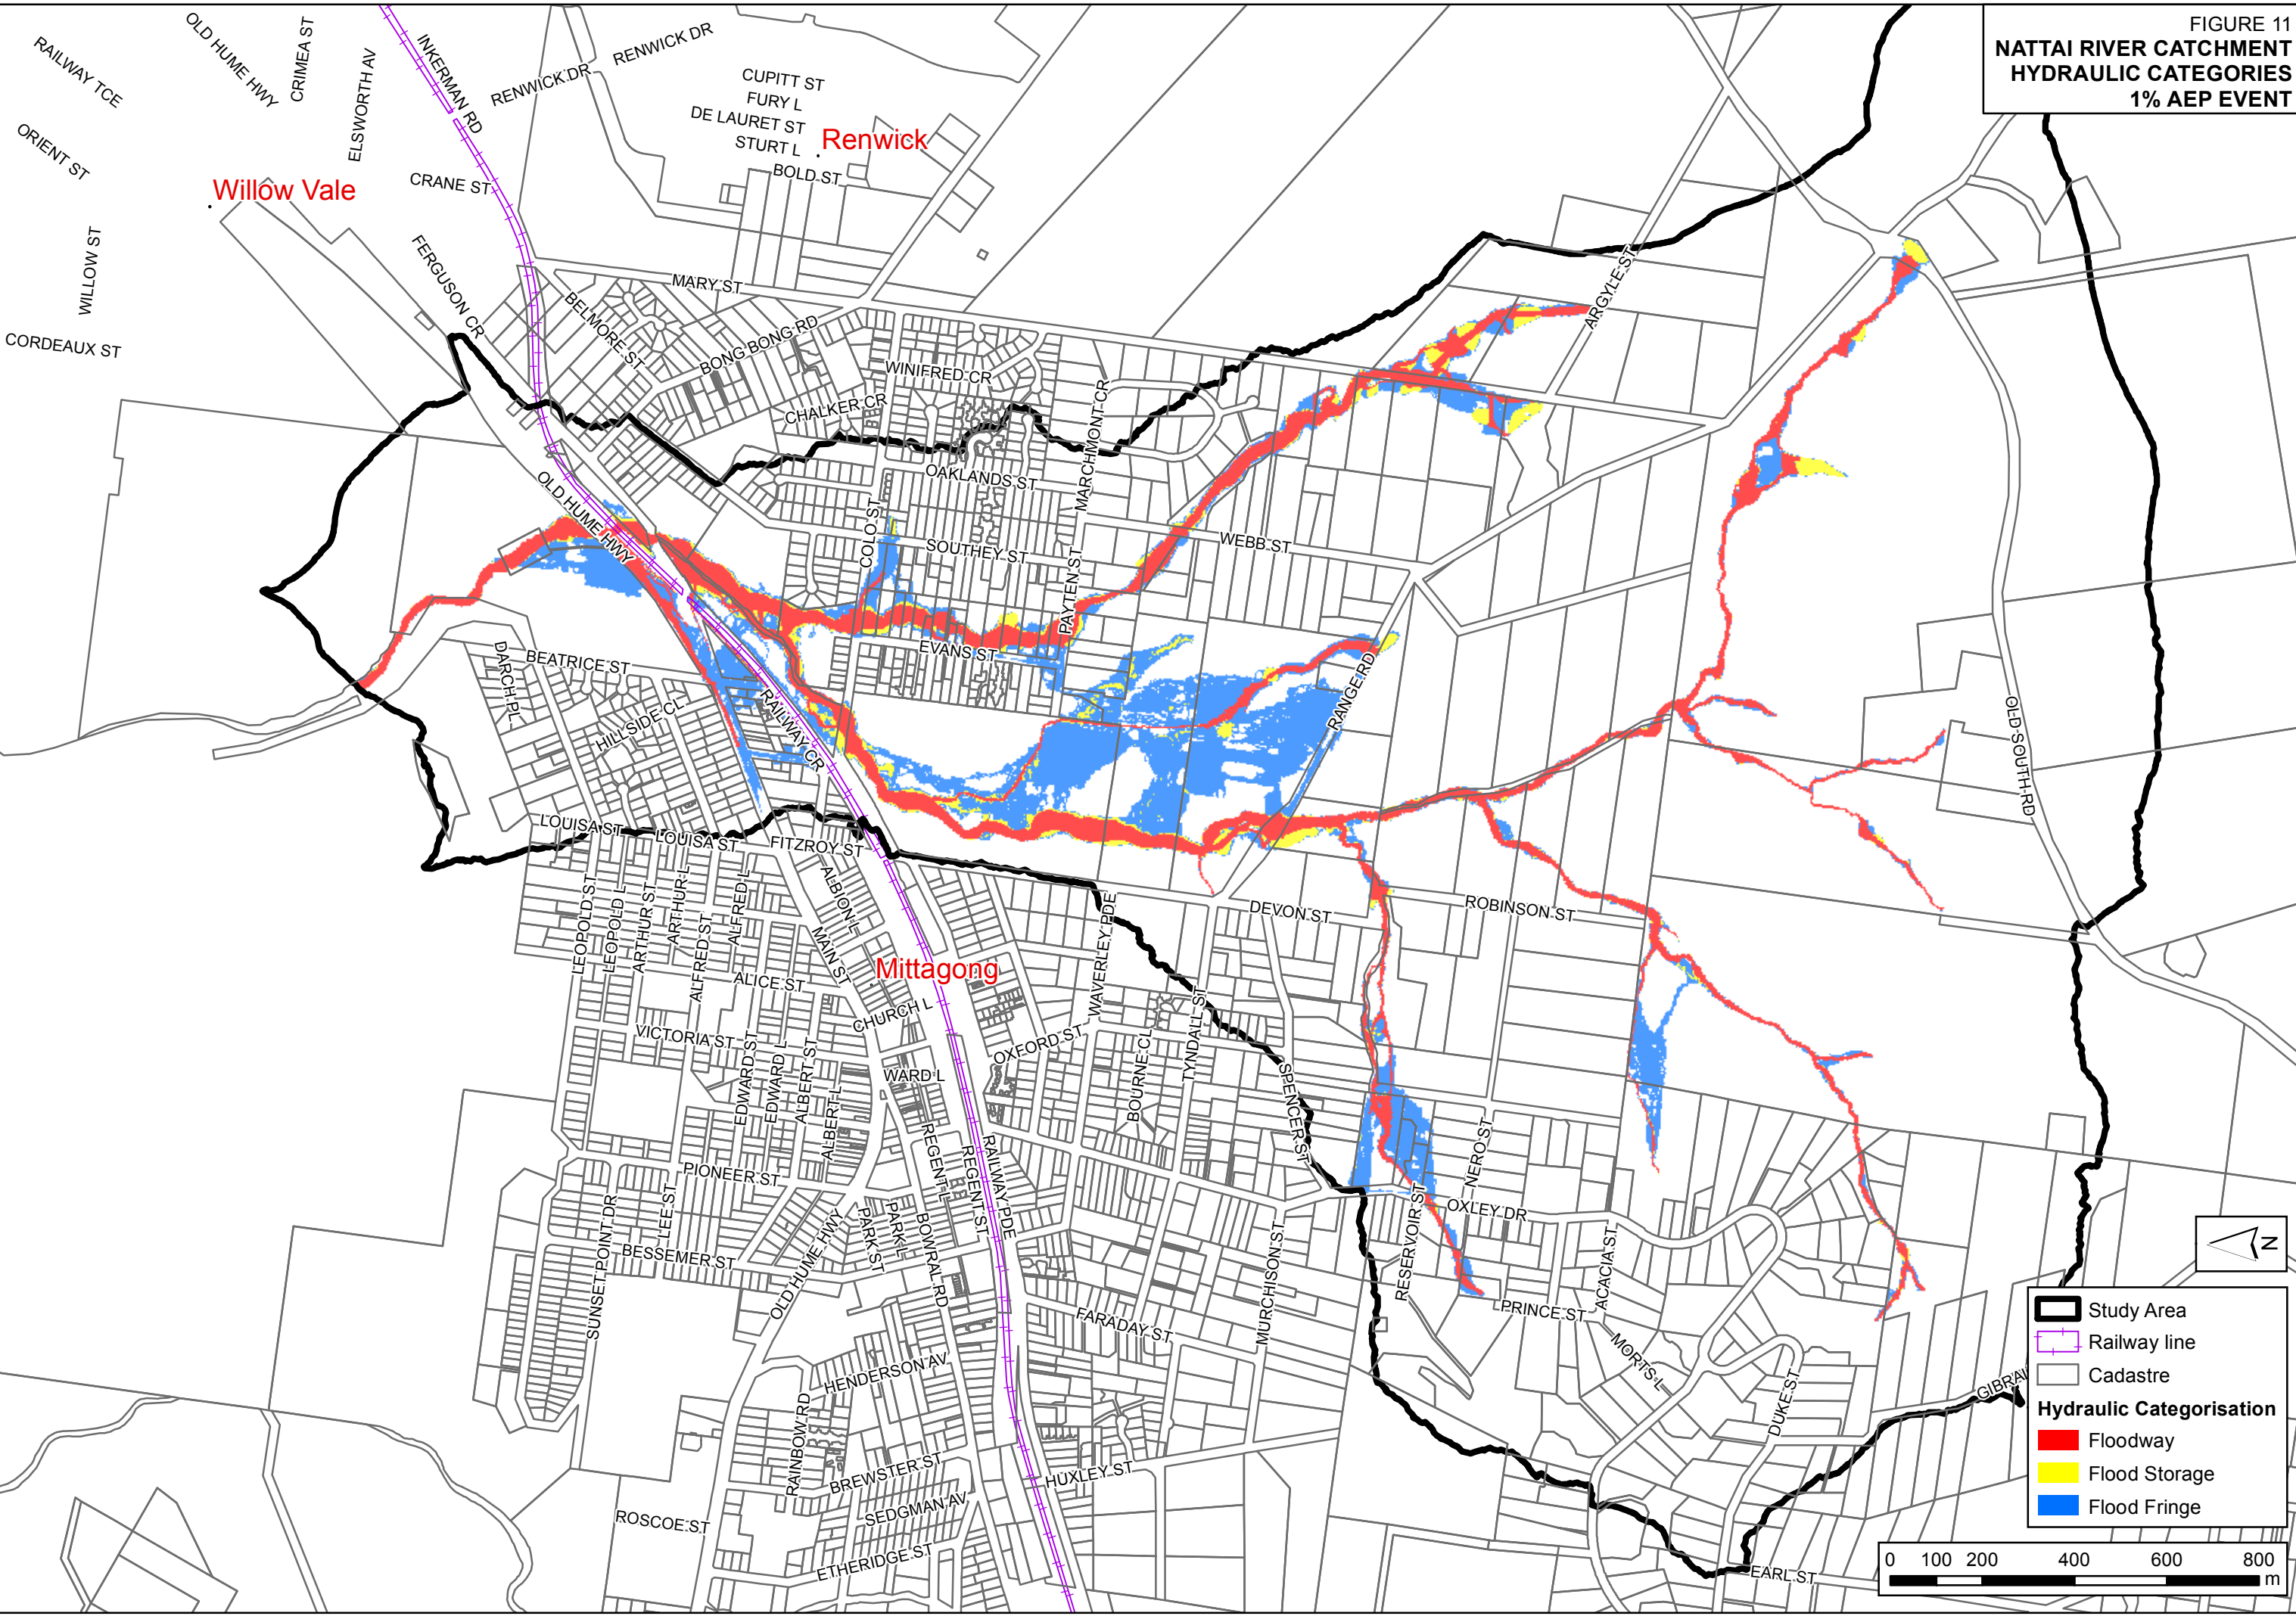 FIGURE 11
NATTAI RIVER CATCHMENT
HYDRAULIC CATEGORIES
1% AEP EVENT
RAILWAY TCE
OLD HUME HWY
CRIMEA ST
ELSWORTH AV
INKERMAN RD
RENWICK DR
RENWICK DR
CUPITT ST
FURY L
DE LAURET ST
STURT L
Renwick
BOLD ST
ORIENT ST
Willow Vale
CRANE ST
WILLOW ST
FERGUSON CR
CORDEAUX ST
MARY ST
BELMORE ST
BONG BONG RD
WINIFRED CR
CHALKER CR
MARCHMONT CR
ARGYLE ST
OAKLANDS ST
OLD HUME HWY
COLO ST
SOUTHEY ST
PAYTEN ST
WEBB ST
EVANS ST
BEATRICE ST
DARCH PL
HILLSIDE CL
RAILWAY CR
RANGE RD
OLD SOUTH RD
LOUISA ST
LOUISA ST
FITZROY ST
ALBION L
LEOPOLD ST
LEOPOLD L
ARTHUR ST
ARTHUR L
ALFRED ST
ALFRED L
MAIN ST
DEVON ST
ROBINSON ST
WAVERLEY PDE
Mittagong
ALICE ST
CHURCH L
VICTORIA ST
OXFORD ST
TYNDALL ST
BOURNE CL
SPENCER ST
EDWARD ST
EDWARD L
ALBERT ST
ALBERT L
WARD L
REGENT L
REGENT ST
RAILWAY PDE
PIONEER ST
SUNSET POINT DR
LEE ST
BESSEMER ST
OLD HUME HWY
PARK ST
PARK L
BOWRAL RD
MURCHISON ST
RESERVOIR ST
NERO ST
OXLEY DR
ACACIA ST
PRINCE ST
FARADAY ST
MORTS L
DUKE ST
HENDERSON AV
RAINBOW RD
BREWSTER ST
HUXLEY ST
SEDGMAN AV
ROSCOE ST
ETHERIDGE ST
EARL ST
N
Study Area
Railway line
Cadastre
Hydraulic Categorisation
Floodway
Flood Storage
Flood Fringe
0 100 200 400 600 800
m